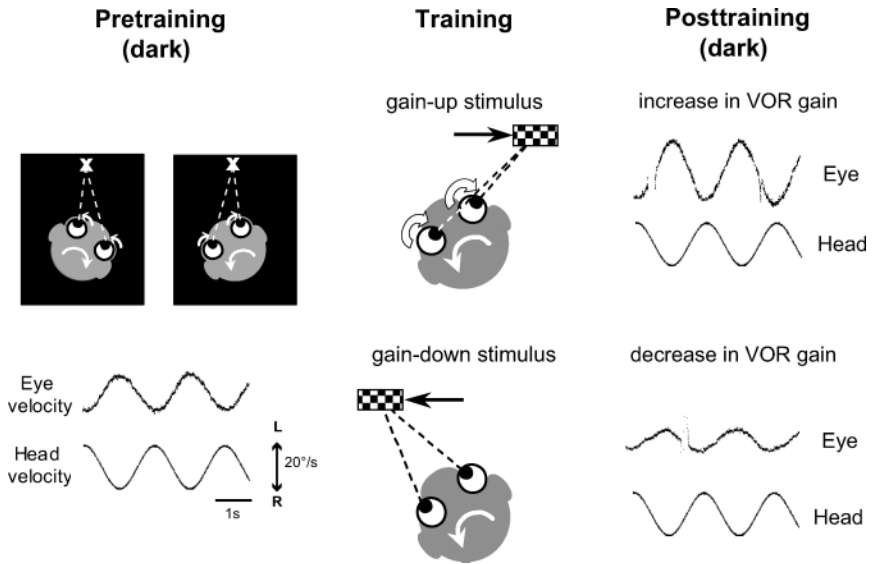 Pretraining
(dark)
Training
Posttraining
(dark)
gain-up stimulus
increase in VOR gain
X
X
Eye
Head
gain-down stimulus
decrease in VOR gain
Eye
velocity
Head
velocity
L
20°/s
R
1s
Eye
Head